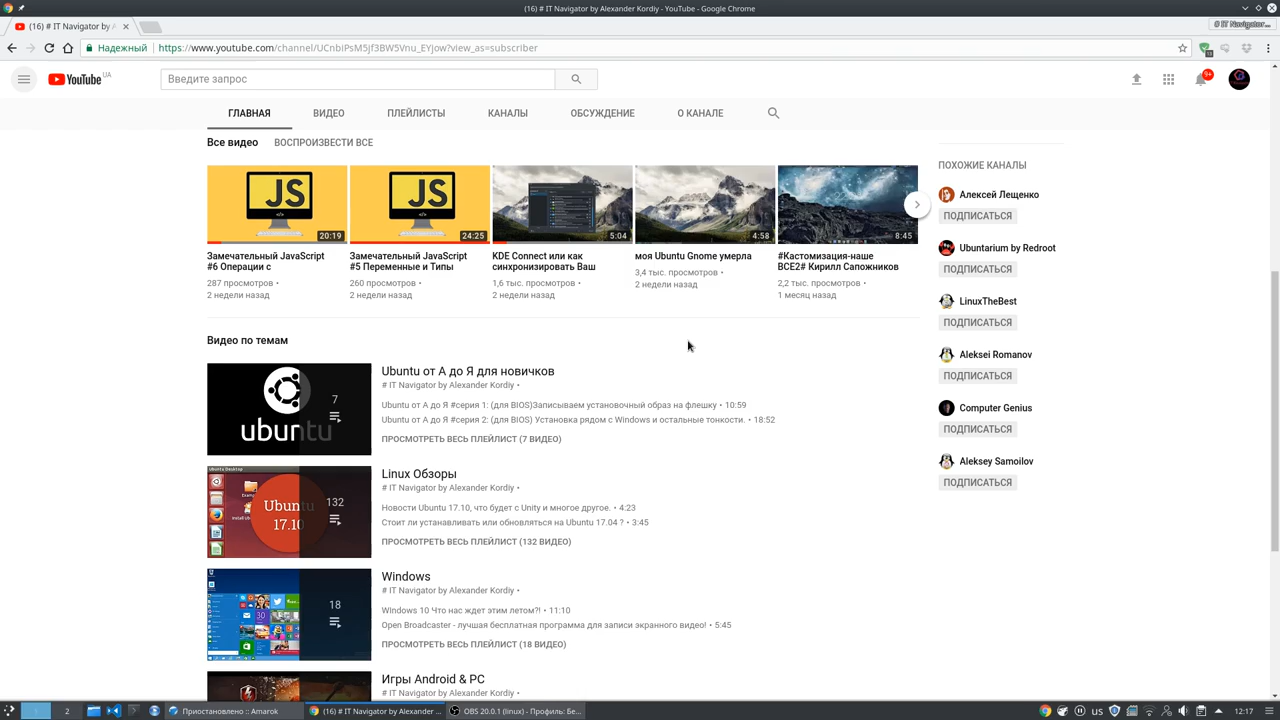 (16) # IT Navigator by Alexander Kordiy - YouTube - Google Chrome
(16) # IT Navigator by A
# IT Navigator...
Надежный
https://www.youtube.com/channel/UCnbiPsM5jf3BW5Vnu_EYjow?view_as=subscriber
YouTube UA
Введите запрос
9+
ГЛАВНАЯ ВИДЕО ПЛЕЙЛИСТЫ КАНАЛЫ ОБСУЖДЕНИЕ О КАНАЛЕ
Все видео ВОСПРОИЗВЕСТИ ВСЕ
JS
20:19
Замечательный JavaScript
#6 Операции с
287 просмотров •
2 недели назад
JS
24:25
Замечательный JavaScript
#5 Переменные и Типы
260 просмотров •
2 недели назад
5:04
KDE Connect или как
синхронизировать Ваш
1,6 тыс. просмотров •
2 недели назад
4:58
моя Ubuntu Gnome умерла
3,4 тыс. просмотров •
2 недели назад
8:45
#Кастомизация-наше
ВСЕ2# Кирилл Сапожников
2,2 тыс. просмотров •
1 месяц назад
ПОХОЖИЕ КАНАЛЫ
Алексей Лещенко
ПОДПИСАТЬСЯ
Ubuntarium by Redroot
ПОДПИСАТЬСЯ
LinuxTheBest
ПОДПИСАТЬСЯ
Aleksei Romanov
ПОДПИСАТЬСЯ
Computer Genius
ПОДПИСАТЬСЯ
Aleksey Samoilov
ПОДПИСАТЬСЯ
Видео по темам
ubuntu
7
Ubuntu от А до Я для новичков
# IT Navigator by Alexander Kordiy •
Ubuntu от А до Я #серия 1: (для BIOS)Записываем установочный образ на флешку • 10:59
Ubuntu от А до Я #серия 2: (для BIOS) Установка рядом с Windows и остальные тонкости. • 18:52
ПРОСМОТРЕТЬ ВЕСЬ ПЛЕЙЛИСТ (7 ВИДЕО)
Ubuntu Desktop
Ubuntu
17.10
132
Linux Обзоры
# IT Navigator by Alexander Kordiy •
Новости Ubuntu 17.10, что будет с Unity и многое другое. • 4:23
Стоит ли устанавливать или обновляться на Ubuntu 17.04 ? • 3:45
ПРОСМОТРЕТЬ ВЕСЬ ПЛЕЙЛИСТ (132 ВИДЕО)
18
Windows
# IT Navigator by Alexander Kordiy •
WIndows 10 Что нас ждет этим летом?! • 11:10
Open Broadcaster - лучшая бесплатная программа для записи экранного видео! • 5:45
ПРОСМОТРЕТЬ ВЕСЬ ПЛЕЙЛИСТ (18 ВИДЕО)
Игры Android & PC
# IT Navigator by Alexander Kordiy •
2
Приостановлено :: Amarok
(16) # IT Navigator by Alexander ...
OBS 20.0.1 (linux) - Профиль: Бе...
US
12:17